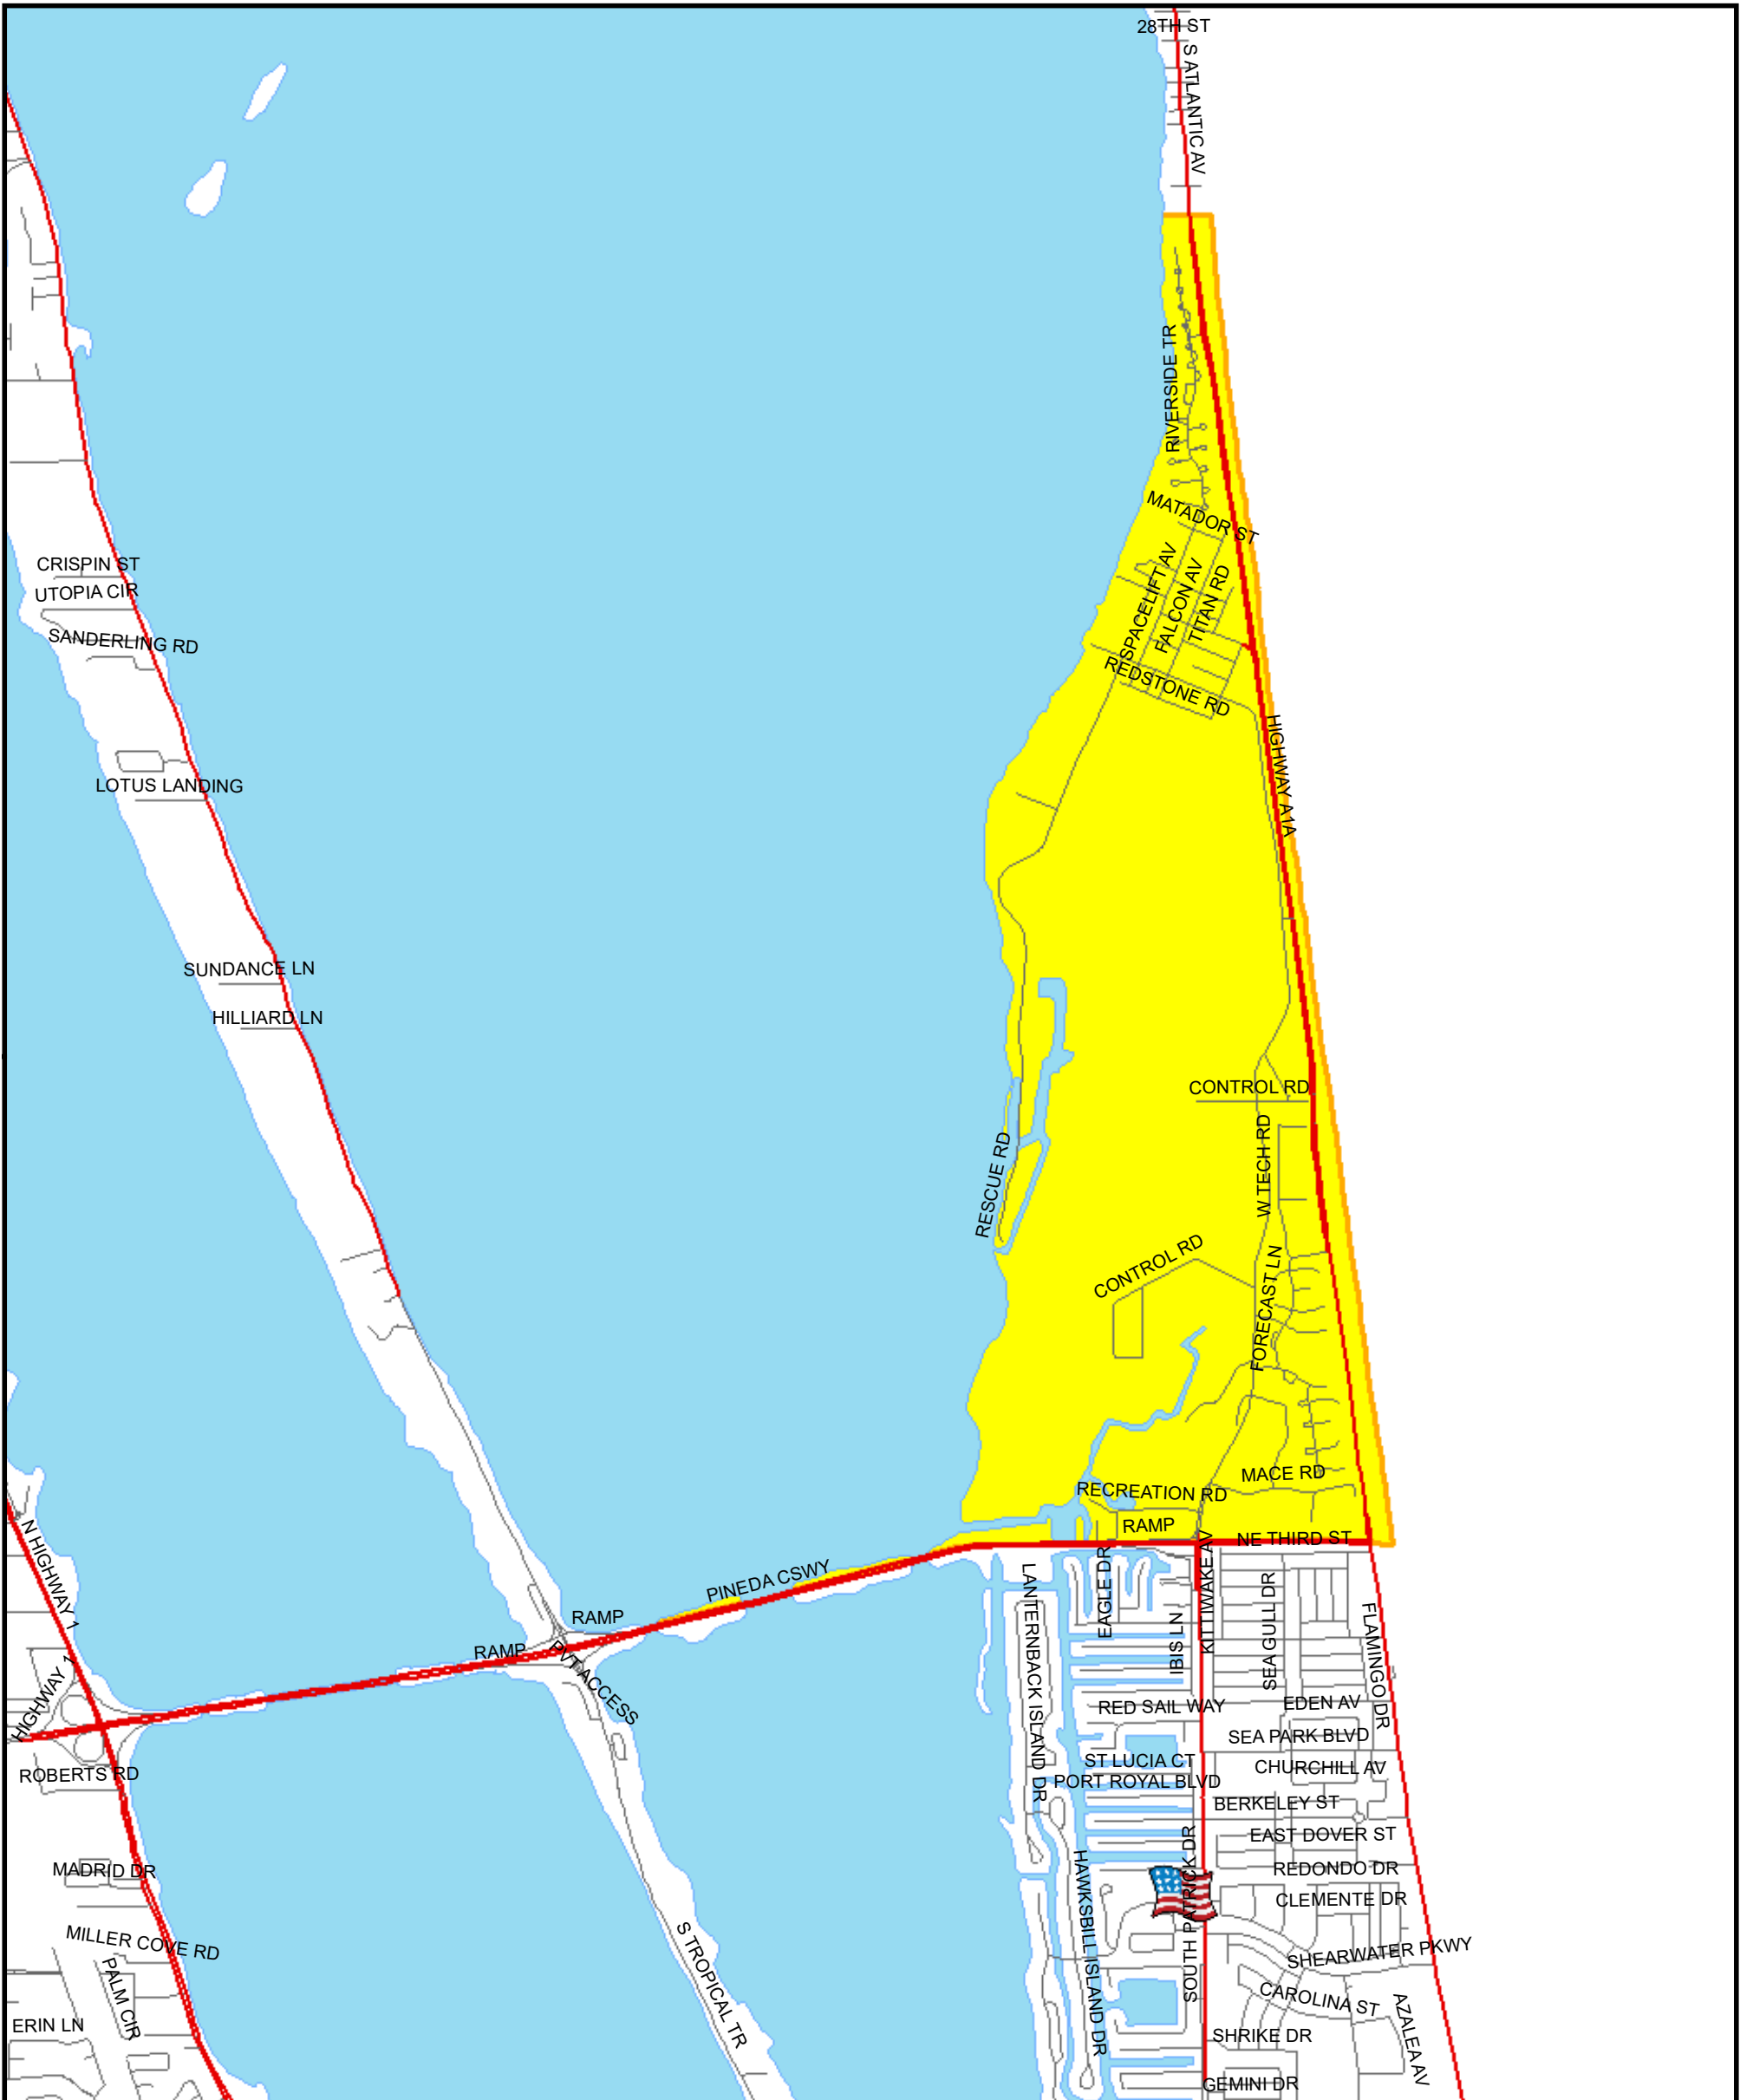 28TH ST
S ATLANTIC AV
RIVERSIDE TR
MATADOR ST
SPACELIFT AV
FALCON AV
TITAN RD
CRISPIN ST
UTOPIA CIR
SANDERLING RD
REDSTONE RD
HIGHWAY A1A
LOTUS LANDING
SUNDANCE LN
HILLIARD LN
CONTROL RD
W TECH RD
RESCUE RD
CONTROL RD
FORECAST LN
MACE RD
RECREATION RD
RAMP
NE THIRD ST
N HIGHWAY 1
PINEDA CSWY
EAGLE DR
KITTIWAKE AV
LANTERNBACK ISLAND DR
SEAGULL DR
IBIS LN
FLAMINGO DR
RAMP
RAMP
PVT ACCESS
HIGHWAY 1
RED SAIL WAY
EDEN AV
SEA PARK BLVD
ST LUCIA CT
CHURCHILL AV
ROBERTS RD
PORT ROYAL BLVD
BERKELEY ST
EAST DOVER ST
MADRID DR
REDONDO DR
CLEMENTE DR
SOUTH PATRICK DR
HAWKSBILL ISLAND DR
MILLER COVE RD
S TROPICAL TR
SHEARWATER PKWY
PALM CIR
CAROLINA ST
AZALEA AV
ERIN LN
SHRIKE DR
GEMINI DR